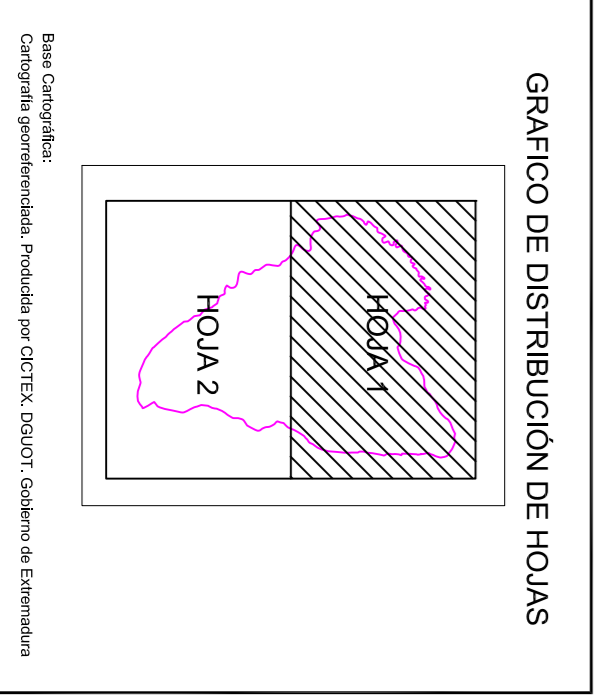 GRAFICO DE DISTRIBUCIÓN DE HOJAS
HOJA 1
HOJA 2
Base Cartográfica:
Cartografía georreferenciada. Producida por CICTEX. DGUOT. Gobierno de Extremadura